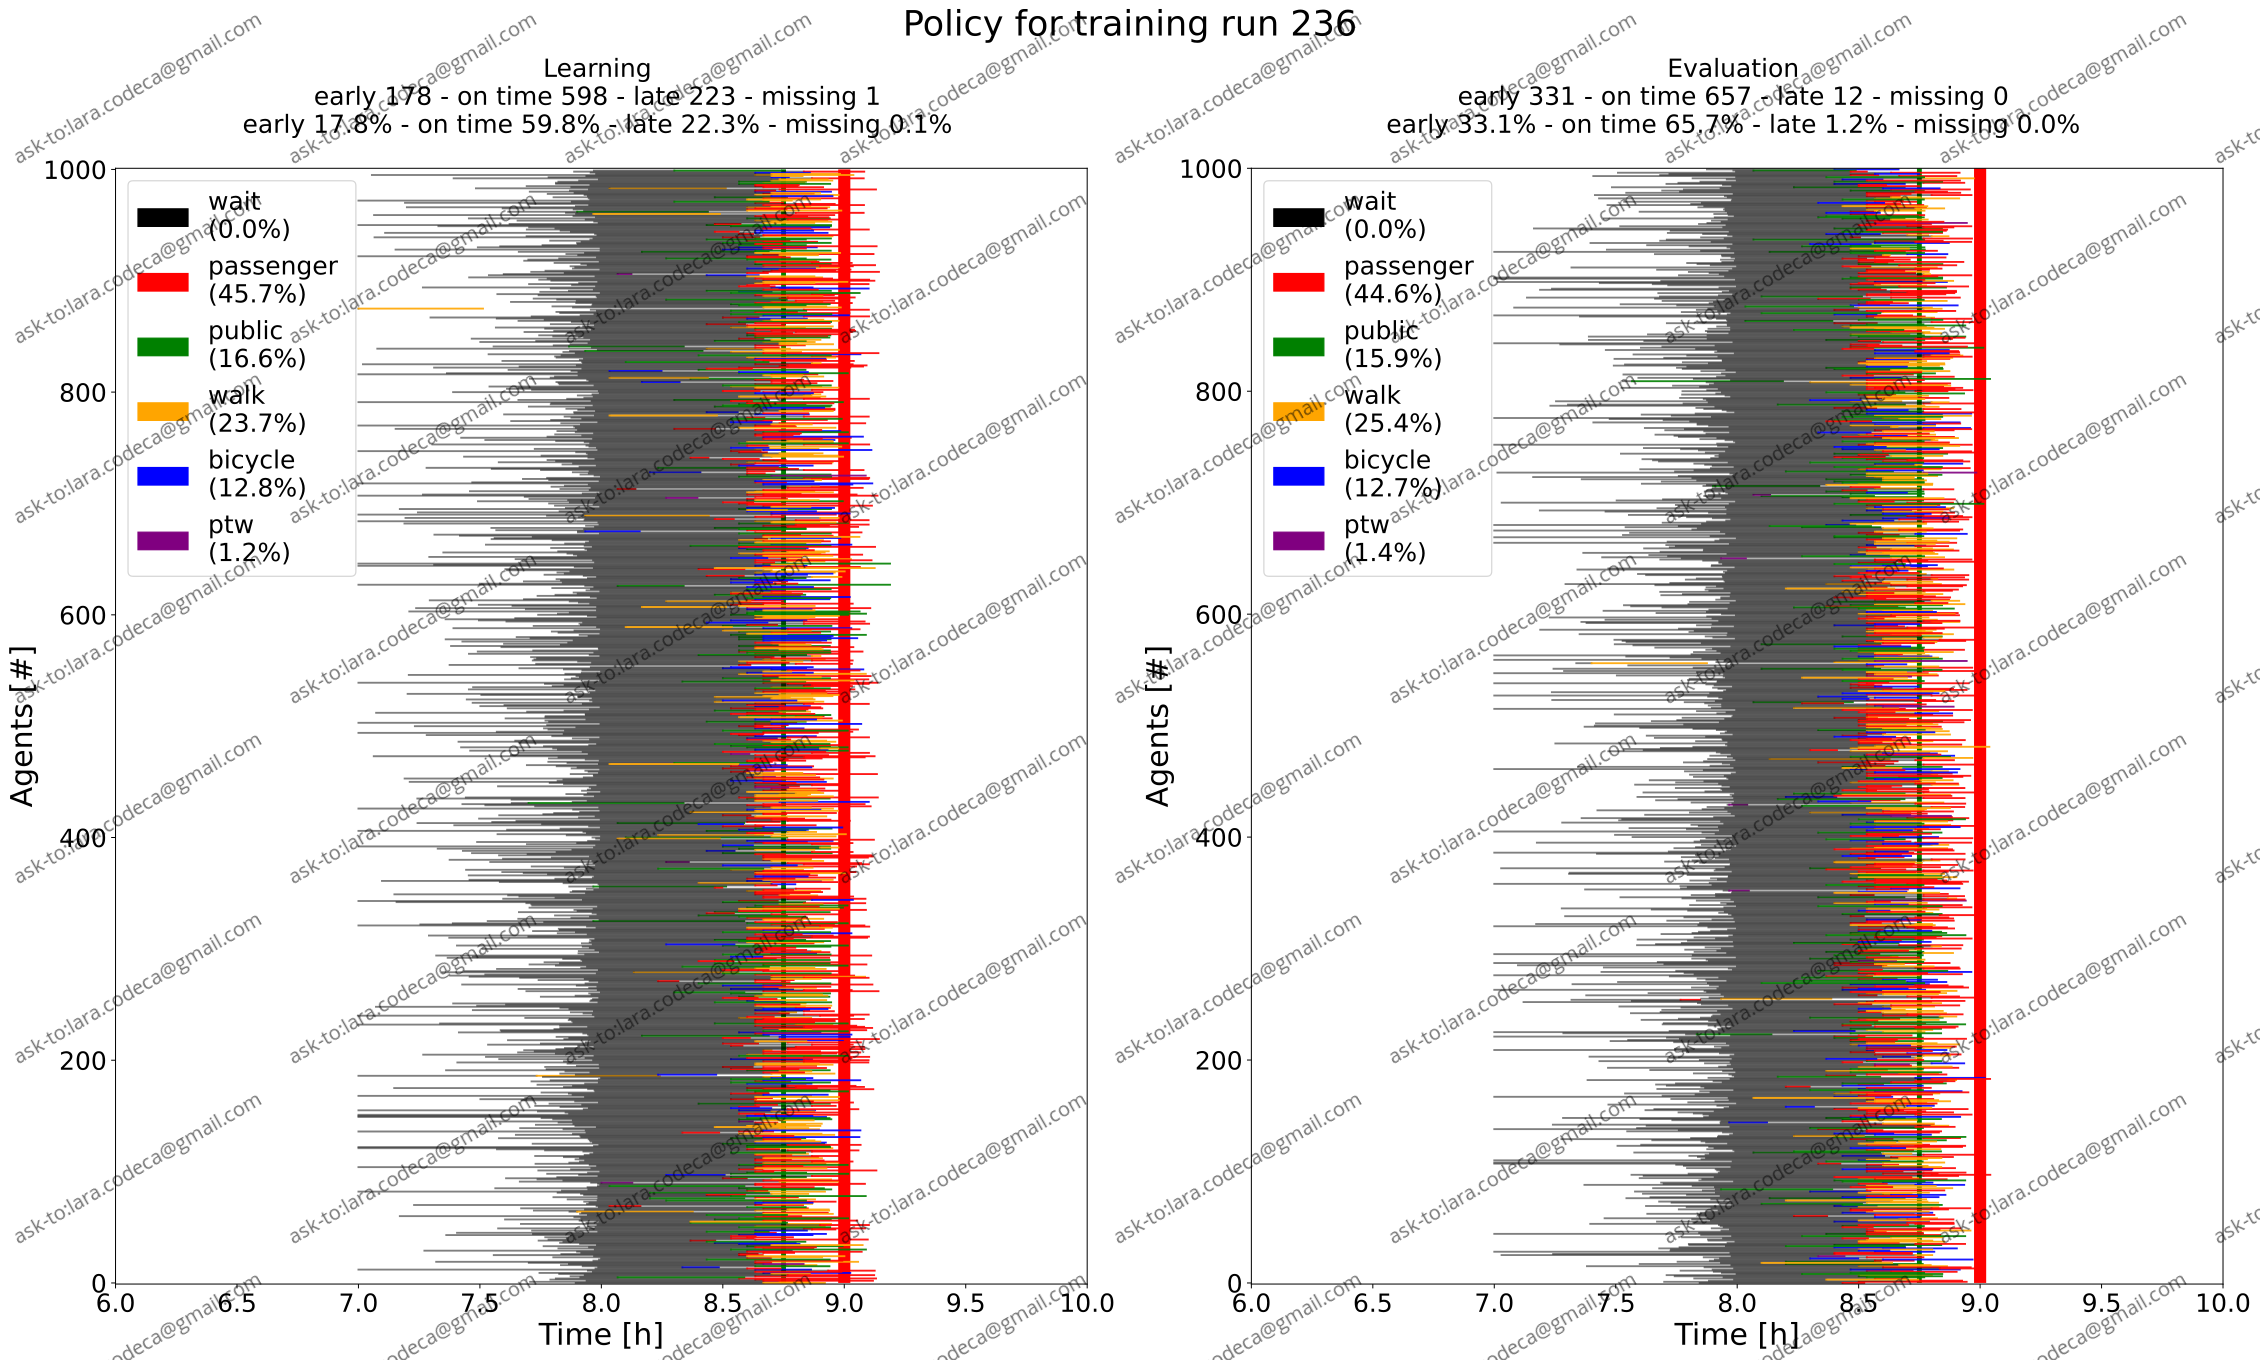 Policy for training run 236
Learning
early 178 - on time 598 - late 223 - missing 1
early 17.8% - on time 59.8% - late 22.3% - missing 0.1%
1000
800
600
400
200
0
Agents [#]
wait
(0.0%)
passenger
(45.7%)
public
(16.6%)
walk
(23.7%)
bicycle
(12.8%)
ptw
(1.2%)
6.0 6.5 7.0 7.5 8.0 8.5 9.0 9.5 10.0
Time [h]
Evaluation
early 331 - on time 657 - late 12 - missing 0
early 33.1% - on time 65.7% - late 1.2% - missing 0.0%
1000
800
600
400
200
0
Agents [#]
wait
(0.0%)
passenger
(44.6%)
public
(15.9%)
walk
(25.4%)
bicycle
(12.7%)
ptw
(1.4%)
6.0 6.5 7.0 7.5 8.0 8.5 9.0 9.5 10.0
Time [h]
ask-to:lara.codeca@gmail.com